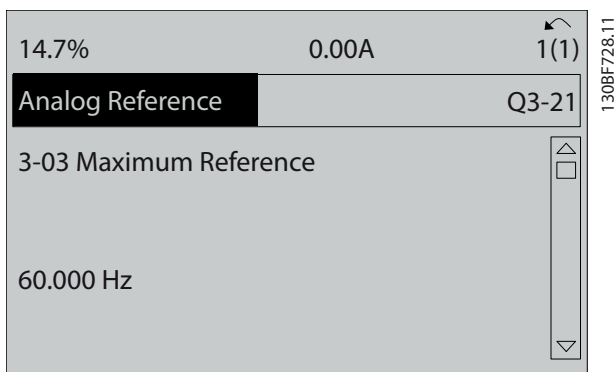 14.7% 0.00A 1(1)
Analog Reference Q3-21
3-03 Maximum Reference
60.000 Hz
130BF728.11